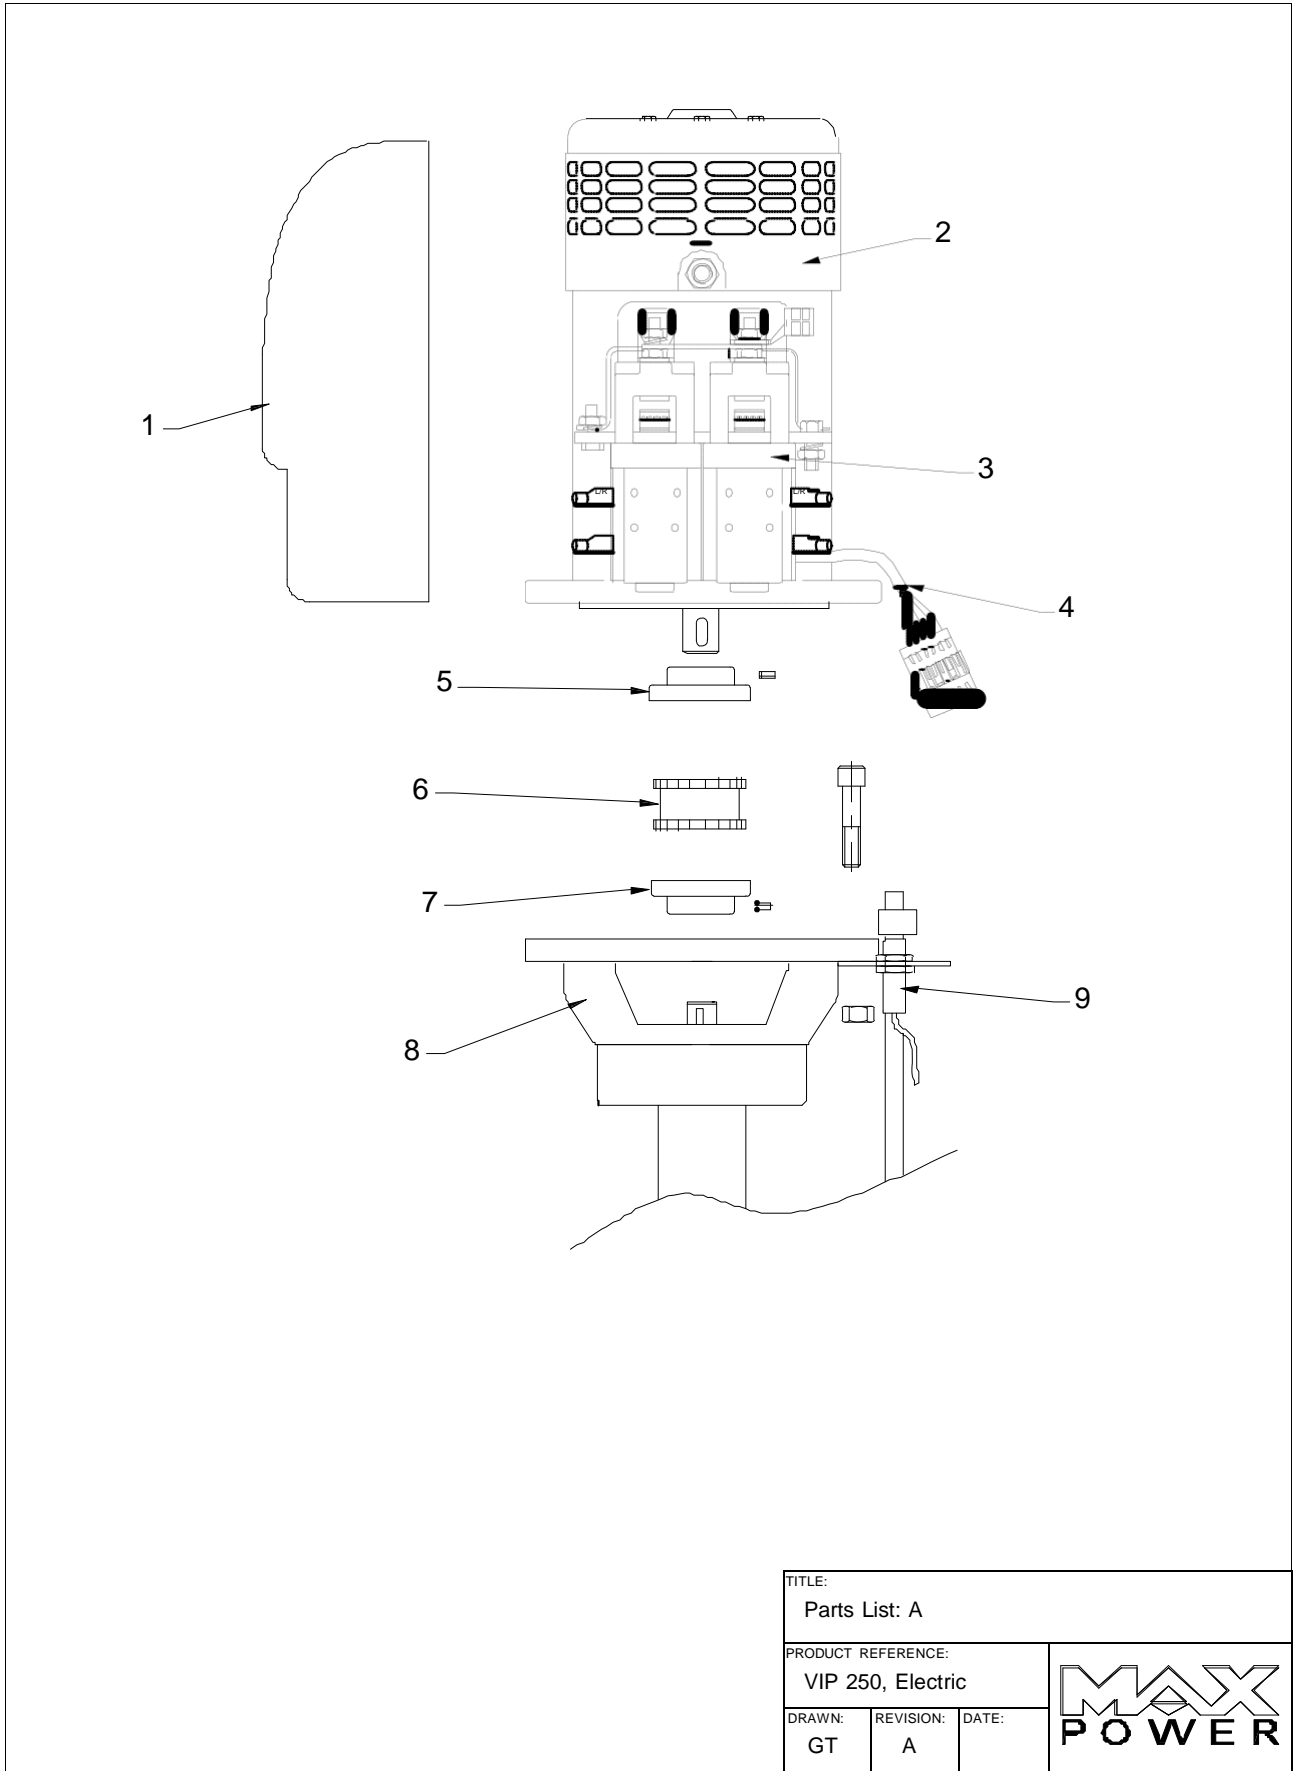 2
1
3
L/R
L/R
4
5
6
7
9
8
TITLE:
Parts List: A
PRODUCT REFERENCE:
VIP 250, Electric
DRAWN:
GT
REVISION:
A
DATE:
MAX
POWER